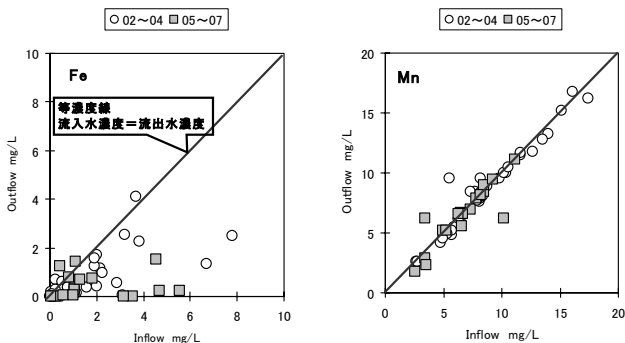 ○ 02～04 ■ 05～07
10
8
6
4
2
0
0 2 4 6 8 10
Outflow mg/L
Inflow mg/L
Fe
等濃度線
流入水濃度＝流出水濃度
○ 02～04 ■ 05～07
20
15
10
5
0
0 5 10 15 20
Outflow mg/L
Inflow mg/L
Mn